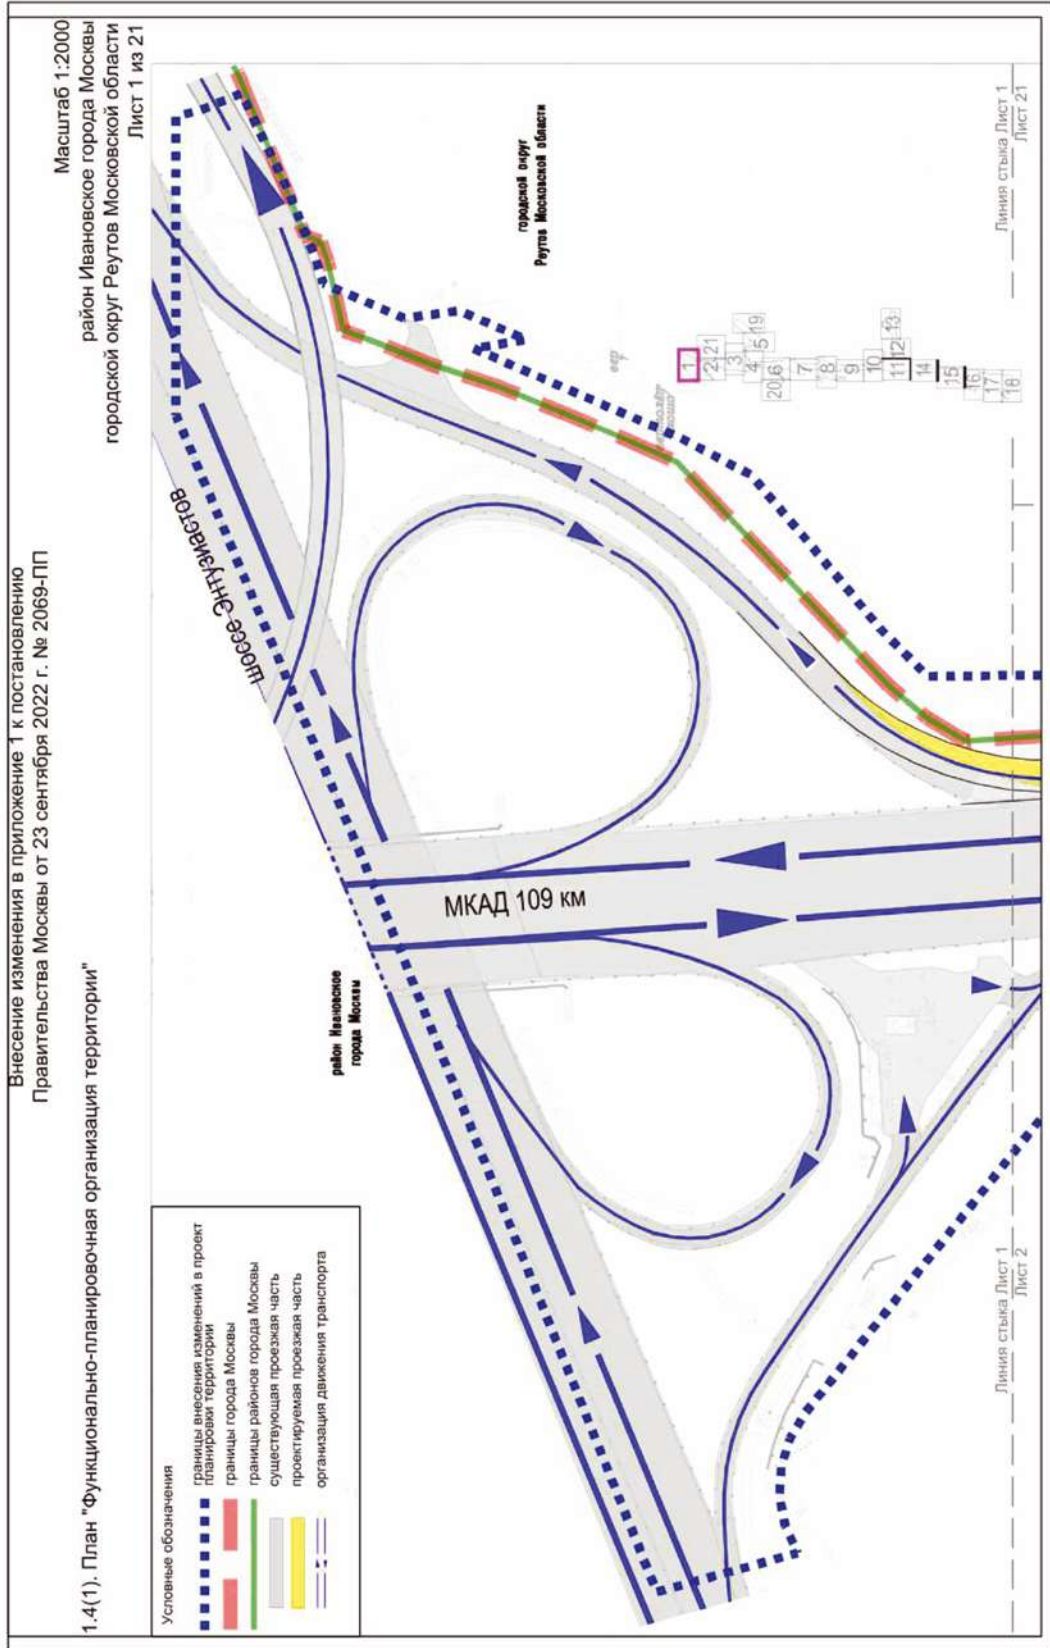 Внесение изменения в приложение 1 к постановлению
Правительства Москвы от 23 сентября 2022 г. № 2069-ПП
Масштаб 1:2000
район Ивановское города Москвы
городской округ Реутов Московской области
Лист 1 из 21
1.4(1). План "Функционально-планировочная организация территории"
Условные обозначения
границы внесения изменений в проект
планировки территории
границы города Москвы
границы районов города Москвы
существующая проезжая часть
проектируемая проезжая часть
организация движения транспорта
шоссе Энтузиастов
МКАД 109 км
район Ивановское
города Москвы
городской округ
Реутов Московской области
1
2 21
3
4 5 19
20 6
7
8
9
10
11 12 13
14
15
16
17
18
Линия стыка Лист 1
Лист 2
Линия стыка Лист 1
Лист 21